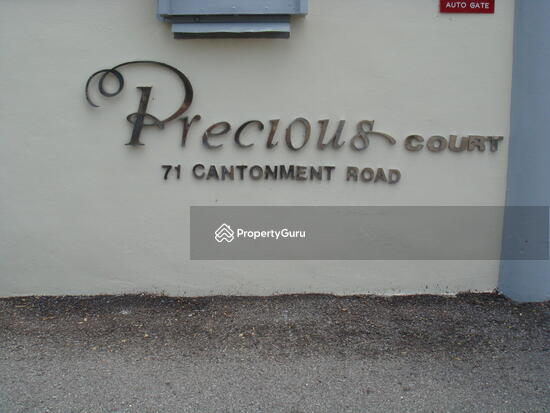 AUTO GATE
Precious COURT
71 CANTONMENT ROAD
PropertyGuru